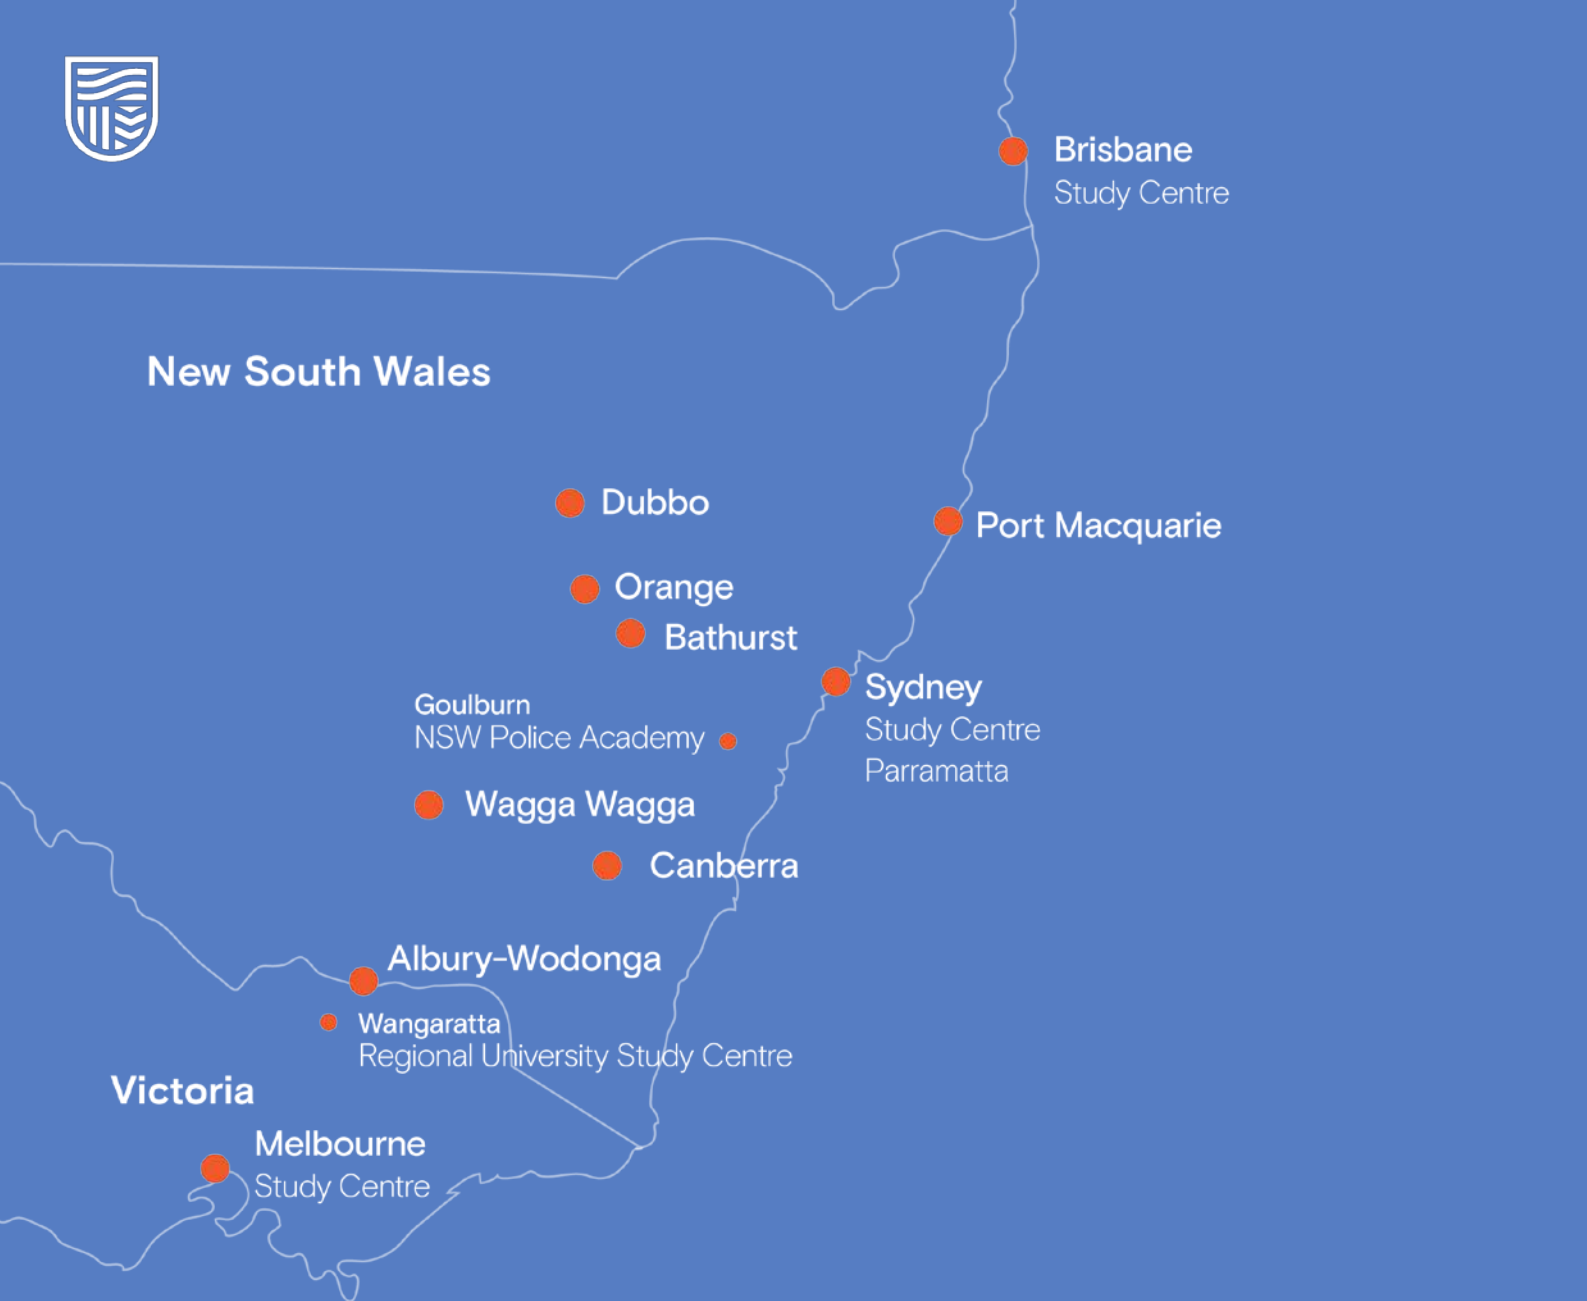 Brisbane
Study Centre
New South Wales
Dubbo
Port Macquarie
Orange
Bathurst
Sydney
Study Centre
Parramatta
Goulburn
NSW Police Academy
Wagga Wagga
Canberra
Albury-Wodonga
Wangaratta
Regional University Study Centre
Victoria
Melbourne
Study Centre